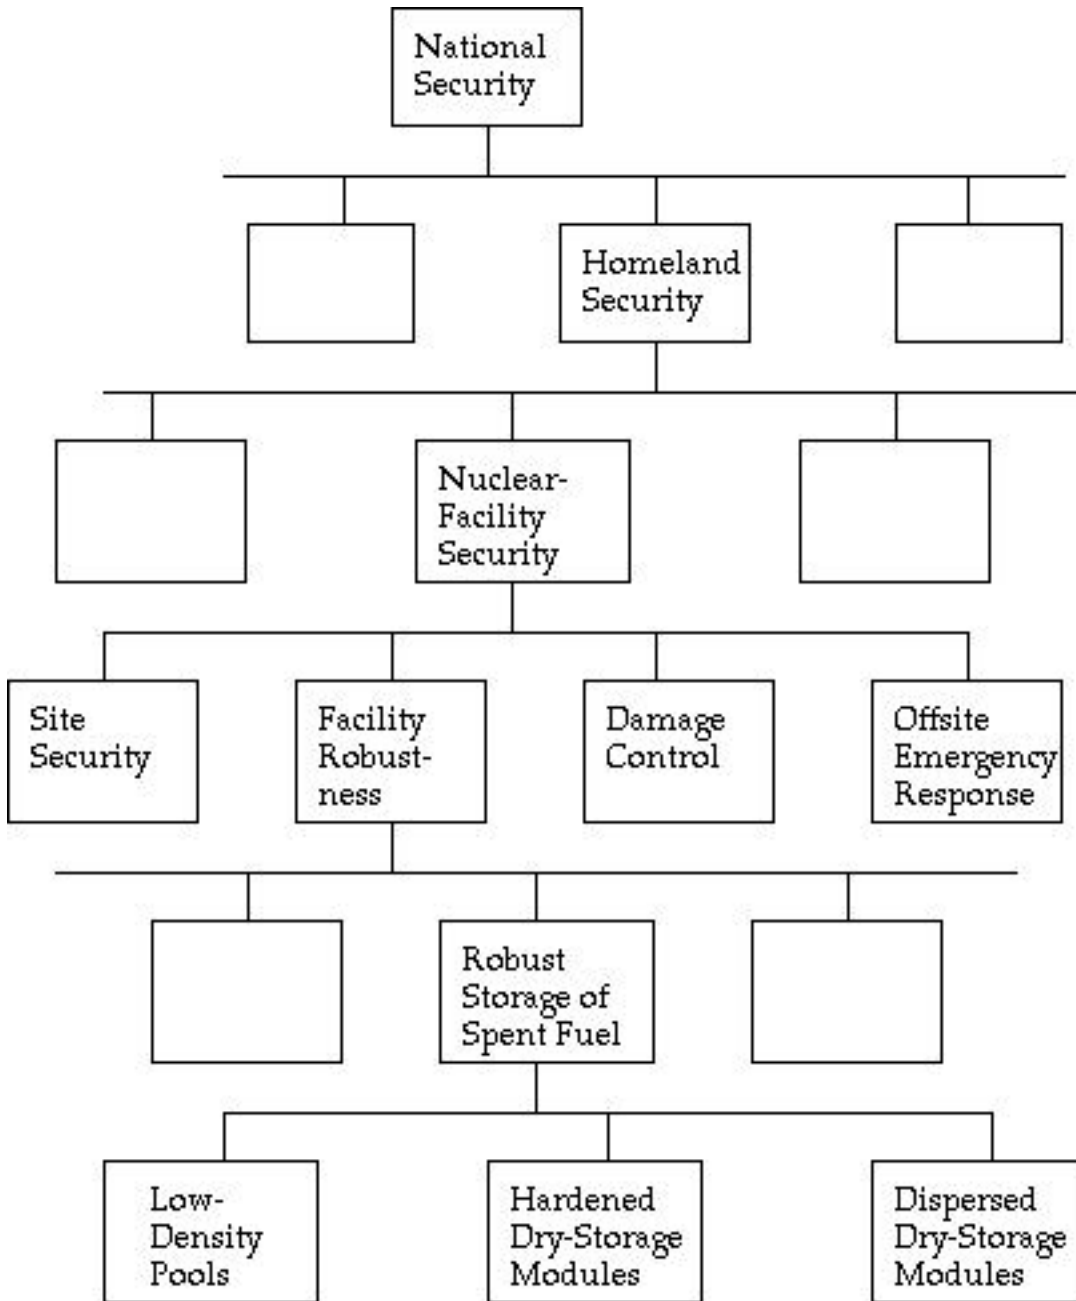 National
Security
Homeland
Security
Nuclear-
Facility
Security
Site
Security
Facility
Robust-
ness
Damage
Control
Offsite
Emergency
Response
Robust
Storage of
Spent Fuel
Low-
Density
Pools
Hardened
Dry-Storage
Modules
Dispersed
Dry-Storage
Modules